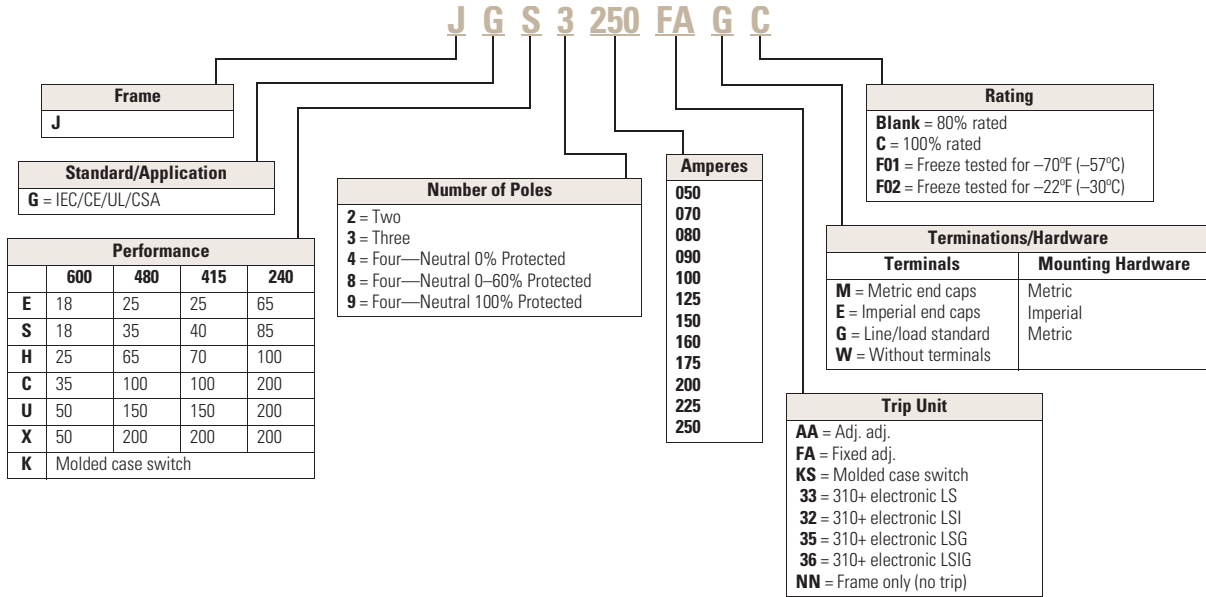 J G S 3 250 FA G C
Frame
J
Standard/Application
G = IEC/CE/UL/CSA
Performance
600 480 415 240
E 18 25 25 65
S 18 35 40 85
H 25 65 70 100
C 35 100 100 200
U 50 150 150 200
X 50 200 200 200
K Molded case switch
Number of Poles
2 = Two
3 = Three
4 = Four—Neutral 0% Protected
8 = Four—Neutral 0–60% Protected
9 = Four—Neutral 100% Protected
Amperes
050
070
080
090
100
125
150
160
175
200
225
250
Rating
Blank = 80% rated
C = 100% rated
F01 = Freeze tested for –70ºF (–57ºC)
F02 = Freeze tested for –22ºF (–30ºC)
Terminations/Hardware
Terminals Mounting Hardware
M = Metric end caps Metric
E = Imperial end caps Imperial
G = Line/load standard Metric
W = Without terminals
Trip Unit
AA = Adj. adj.
FA = Fixed adj.
KS = Molded case switch
33 = 310+ electronic LS
32 = 310+ electronic LSI
35 = 310+ electronic LSG
36 = 310+ electronic LSIG
NN = Frame only (no trip)